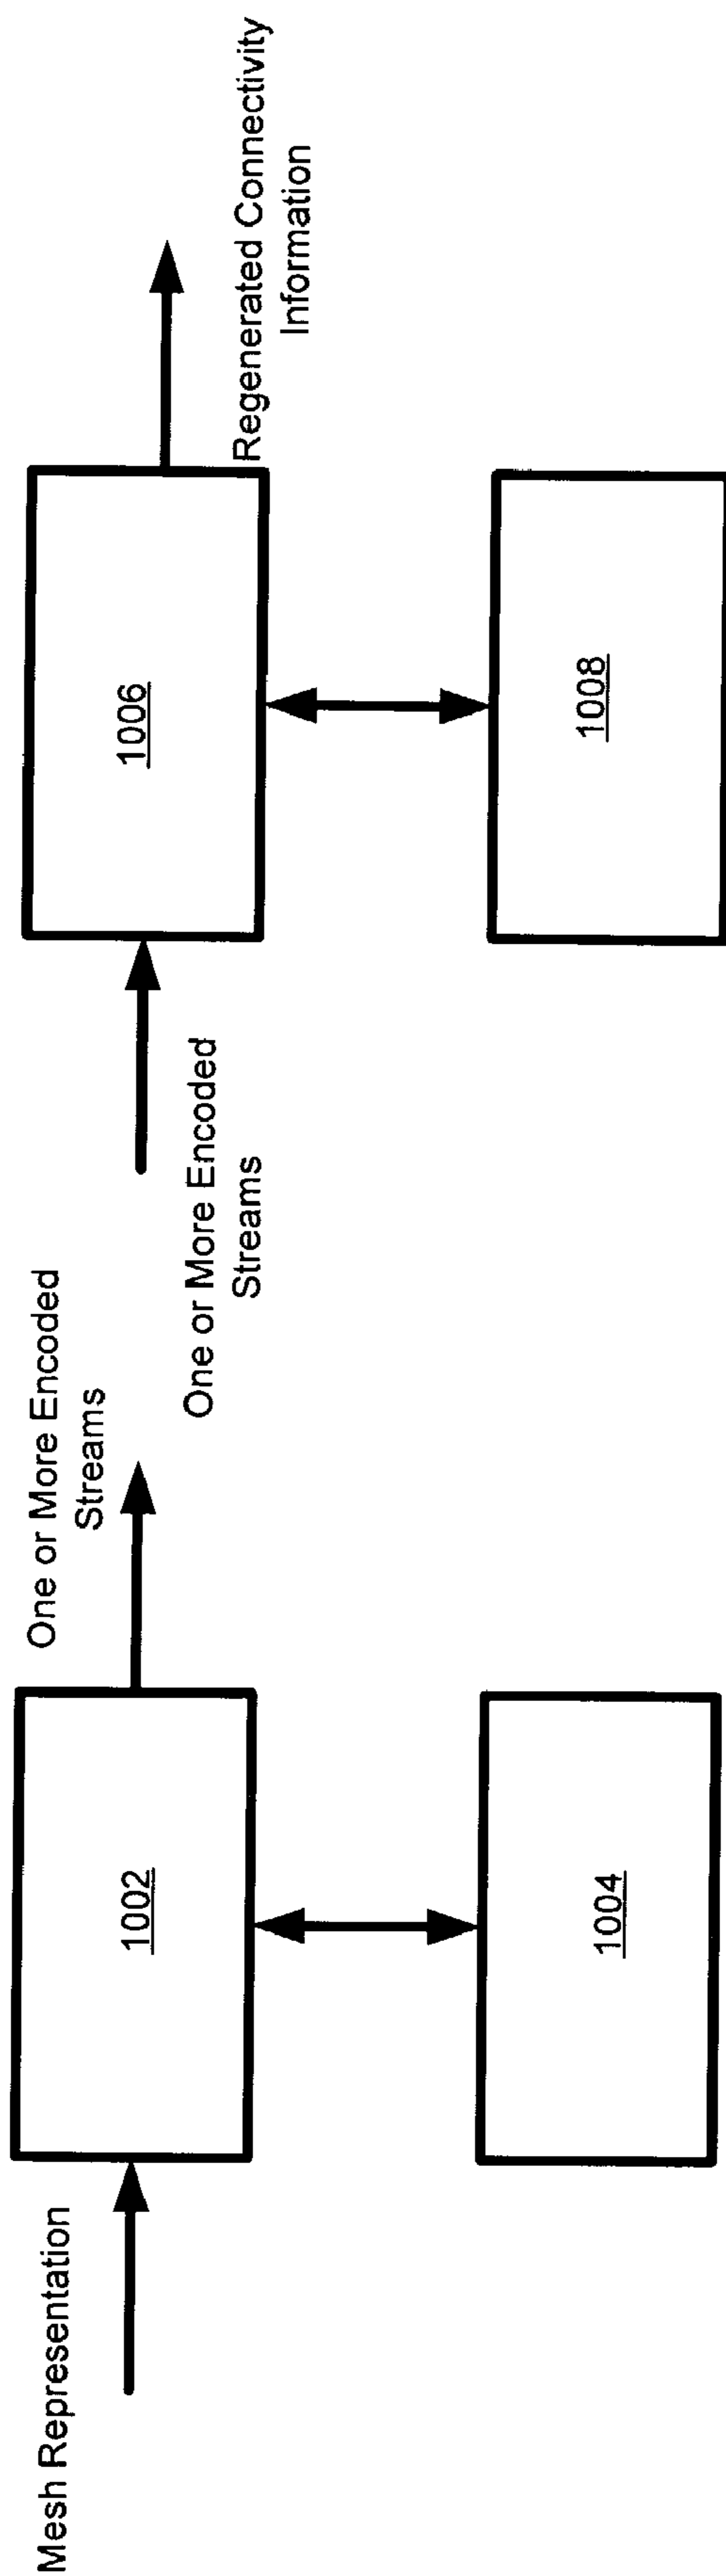 Mesh Representation
1002
1004
One or More Encoded
Streams
One or More Encoded
Streams
1006
1008
Regenerated Connectivity
Information